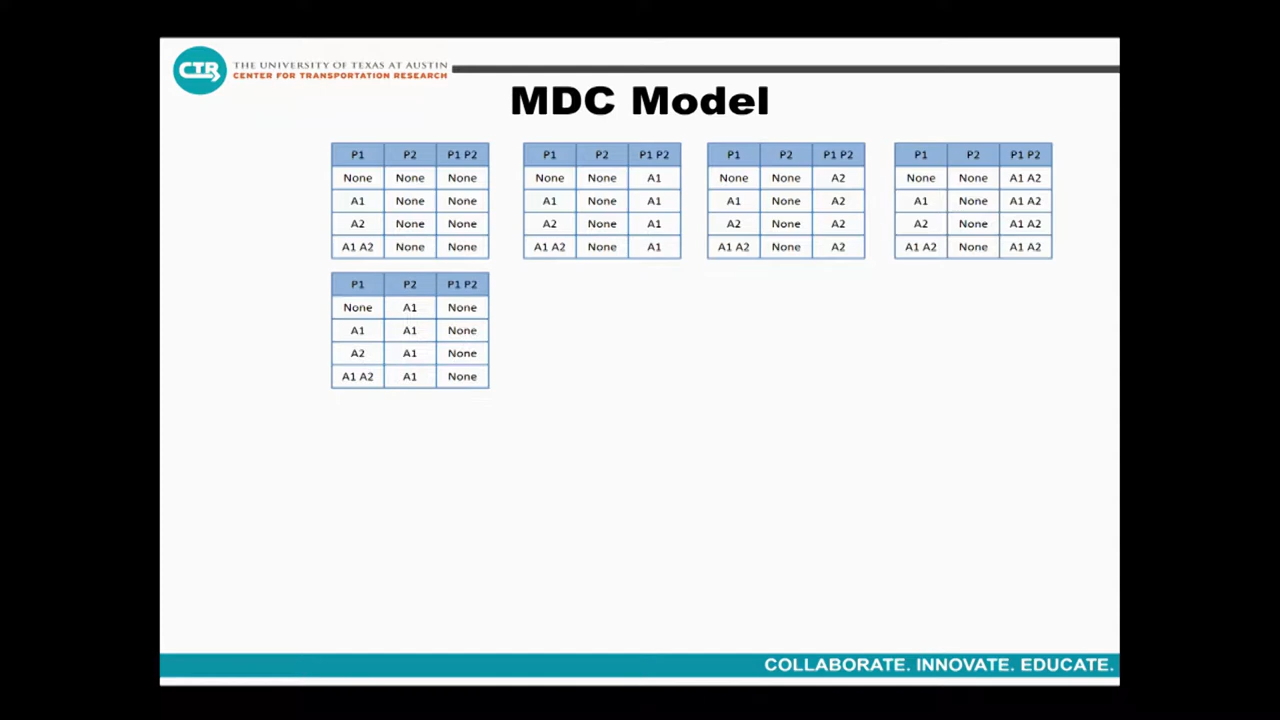 CTR THE UNIVERSITY OF TEXAS AT AUSTIN
CENTER FOR TRANSPORTATION RESEARCH
MDC Model
P1 P2 P1 P2
None None None
A1 None None
A2 None None
A1 A2 None None
P1 P2 P1 P2
None None A1
A1 None A1
A2 None A1
A1 A2 None A1
P1 P2 P1 P2
None None A2
A1 None A2
A2 None A2
A1 A2 None A2
P1 P2 P1 P2
None None A1 A2
A1 None A1 A2
A2 None A1 A2
A1 A2 None A1 A2
P1 P2 P1 P2
None A1 None
A1 A1 None
A2 A1 None
A1 A2 A1 None
COLLABORATE. INNOVATE. EDUCATE.